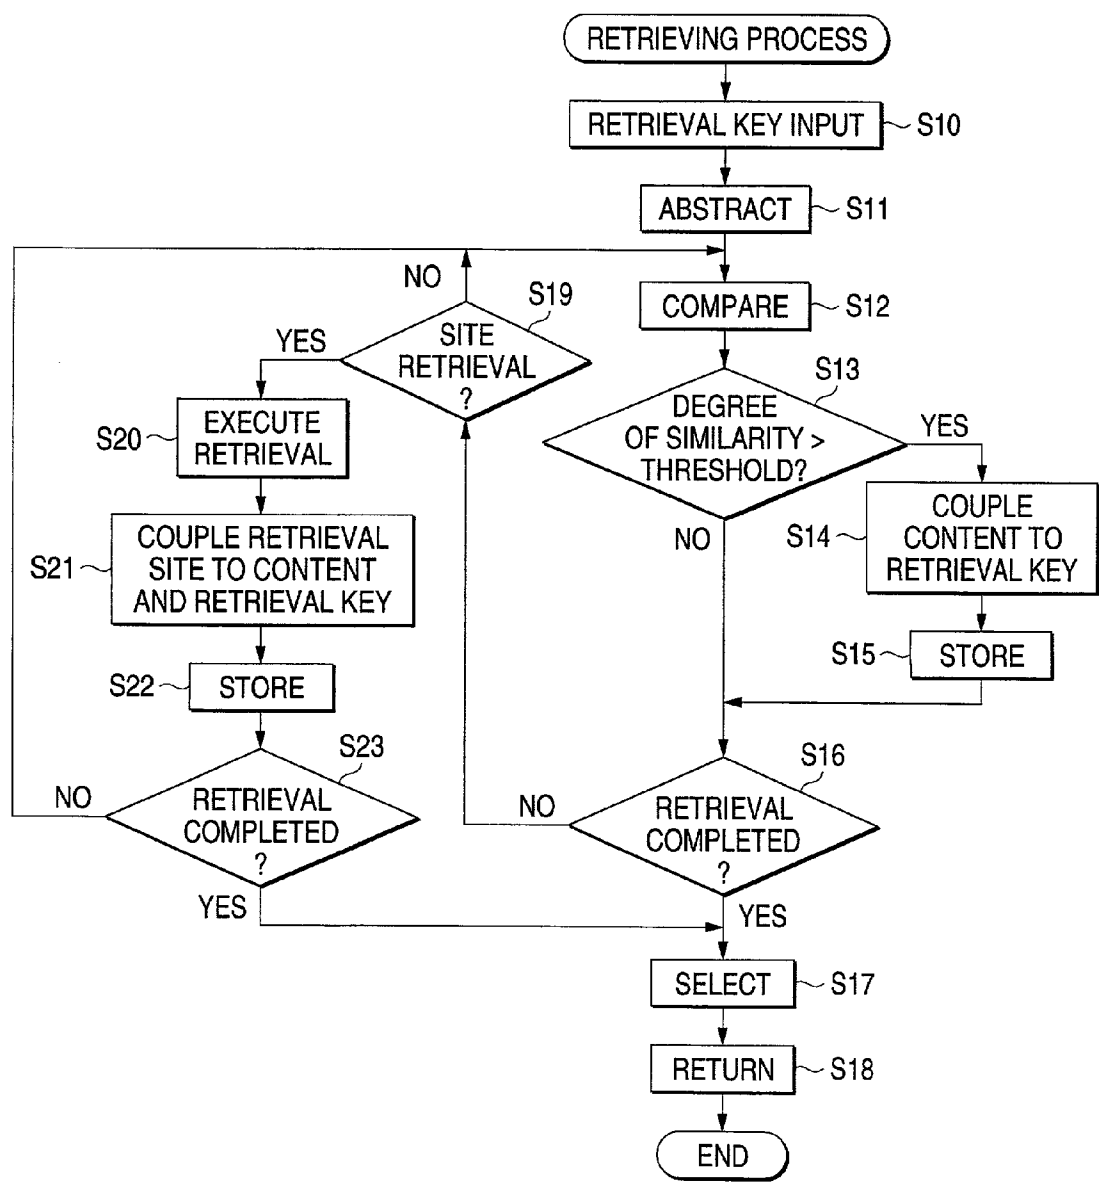 RETRIEVING PROCESS
RETRIEVAL KEY INPUT
S10
ABSTRACT
S11
NO
COMPARE
S12
S19
SITE
RETRIEVAL
?
YES
S13
DEGREE
OF SIMILARITY >
THRESHOLD?
YES
NO
EXECUTE
RETRIEVAL
S20
COUPLE
CONTENT TO
RETRIEVAL KEY
S14
COUPLE RETRIEVAL
SITE TO CONTENT
AND RETRIEVAL KEY
S21
STORE
S15
STORE
S22
S23
RETRIEVAL
COMPLETED
?
NO
YES
S16
RETRIEVAL
COMPLETED
?
NO
YES
SELECT
S17
RETURN
S18
END